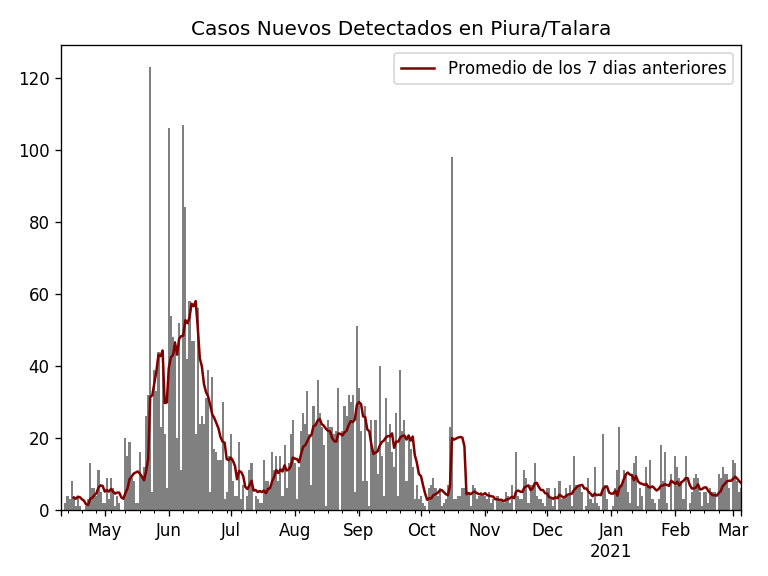 Casos Nuevos Detectados en Piura/Talara
Promedio de los 7 dias anteriores
120
100
80
60
40
20
0
May Jun Jul Aug Sep Oct Nov Dec Jan Feb Mar
2021